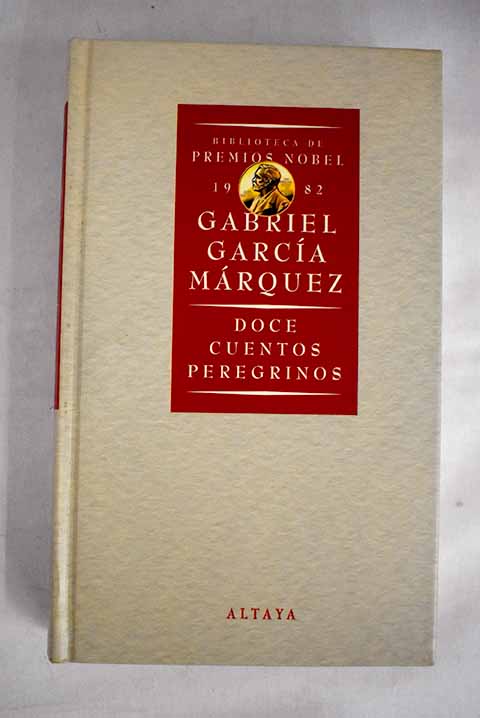 BIBLIOTECA DE
PREMIOS NOBEL
19 82
GABRIEL
GARCÍA
MÁRQUEZ
DOCE
CUENTOS
PEREGRINOS
ALTAYA